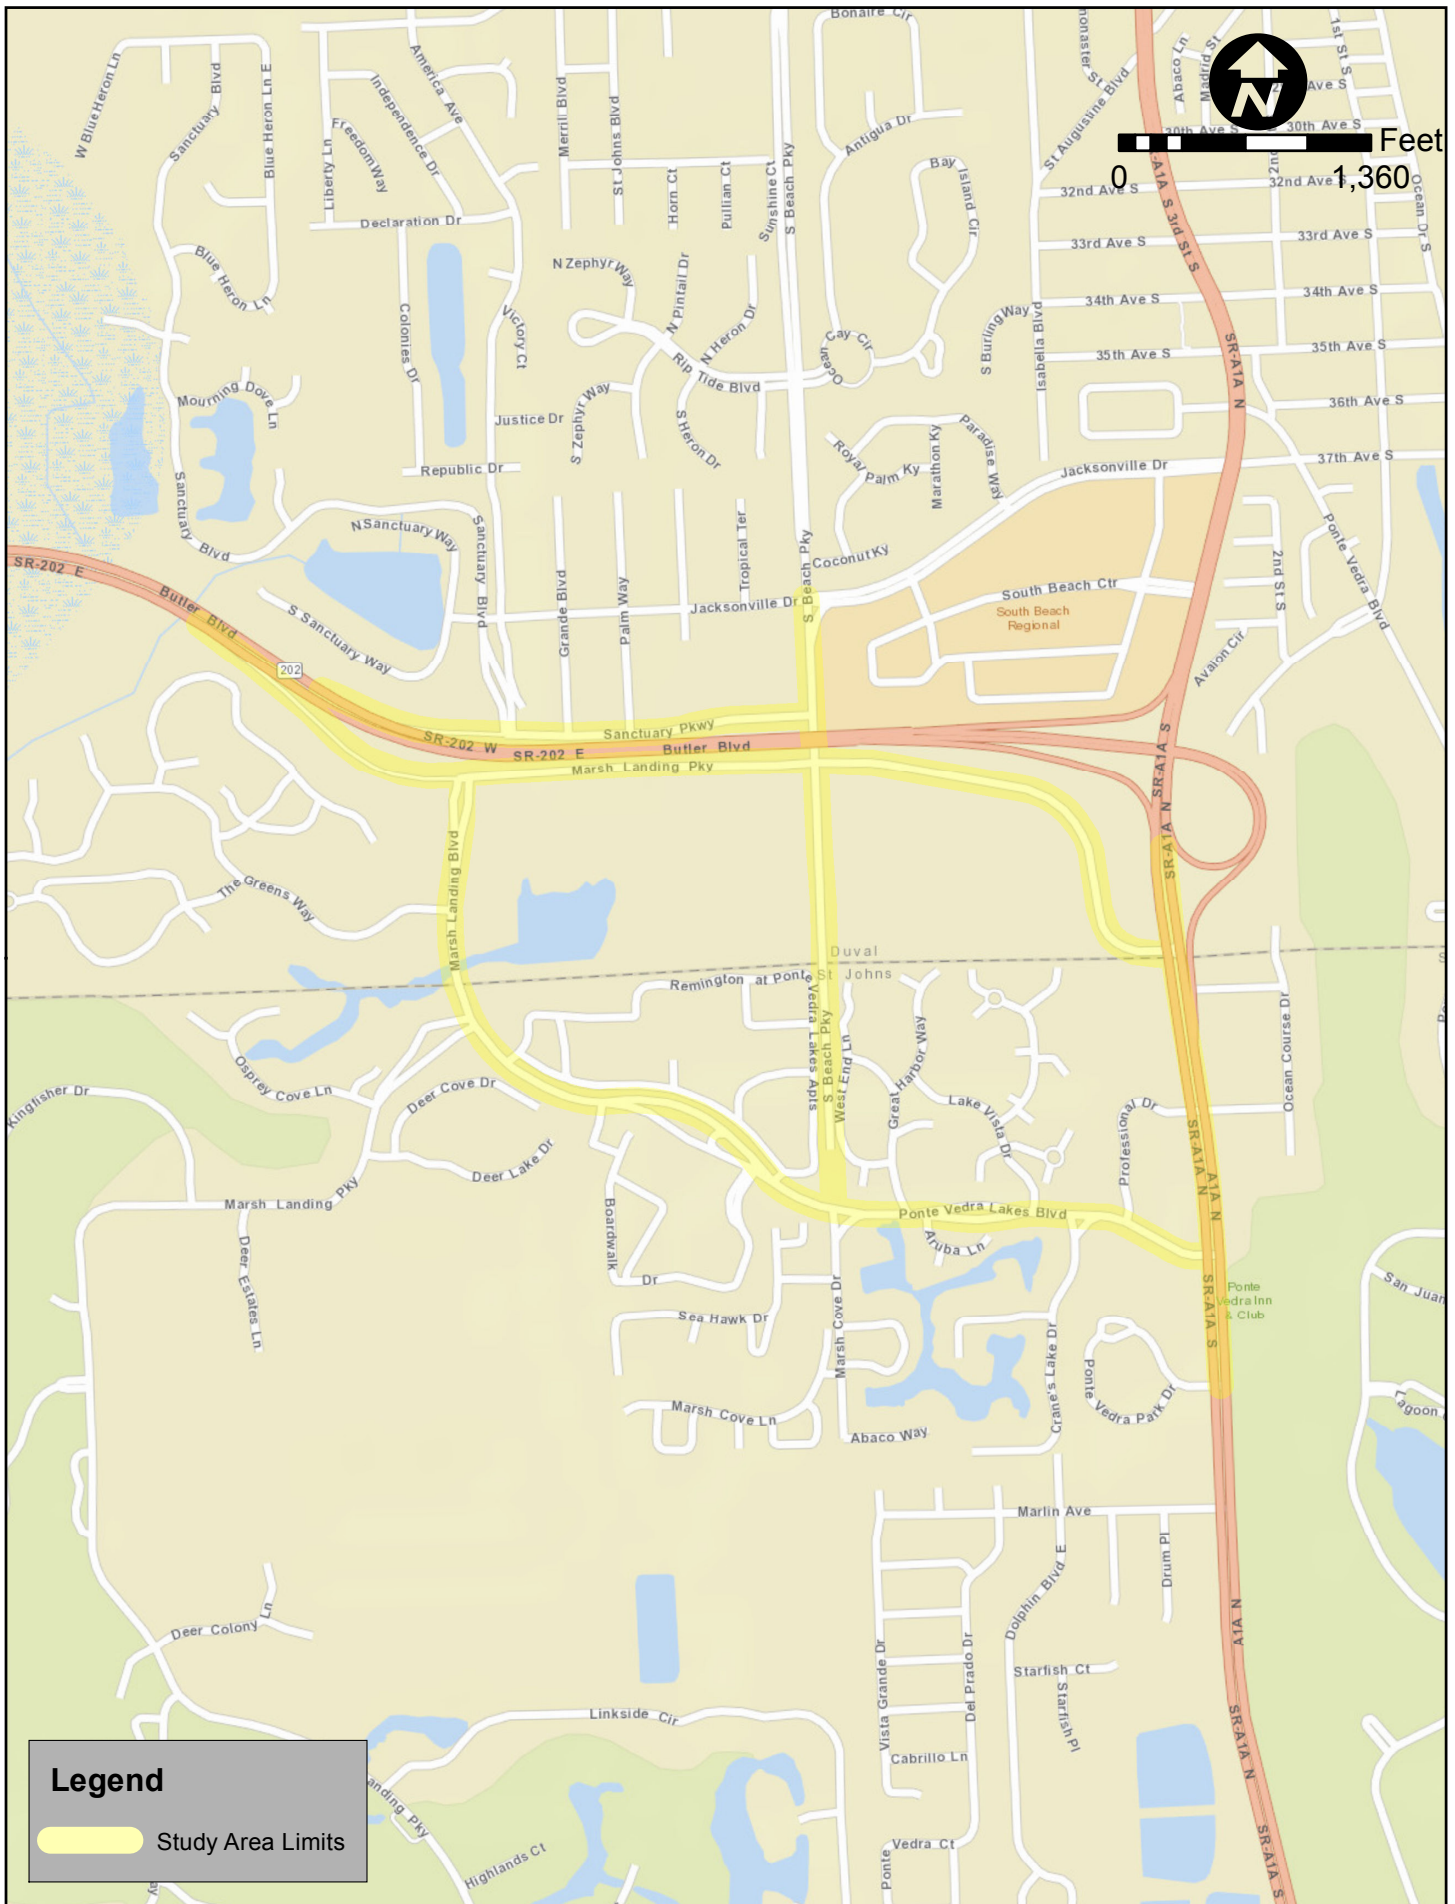 Bonaire Cir
W Blue Heron Ln
Sanctuary Blvd
Blue Heron Ln E
America Ave
Independence Dr
Freedom Way
Liberty Ln
Merrill Blvd
St Johns Blvd
Horn Ct
Pullian Ct
Sunshine Ct
S Beach Pky
Antigua Dr
Bay Island Cir
St Augustine Blvd
Abaco Ln
Madrid St
1st St S
Ave S
N
Feet
0
1,360
30th Ave S
30th Ave S
32nd Ave S
32nd Ave S
Ocean Dr S
33rd Ave S
33rd Ave S
34th Ave S
34th Ave S
35th Ave S
35th Ave S
36th Ave S
37th Ave S
SR-A1A S 3rd St S
SR-A1A N
Declaration Dr
Blue Heron Ln
Colonies Dr
Victory Ct
N Zephyr Way
N Pintail Dr
N Heron Dr
Rip Tide Blvd
Ocean Cay Cir
S Burling Way
Isabella Blvd
Mourning Dove Ln
Justice Dr
S Zephyr Way
S Heron Dr
Republic Dr
Royal Palm Ky
Marathon Ky
Paradise Way
Jacksonville Dr
Sanctuary Blvd
N Sanctuary Way
Sanctuary Blvd
Tropical Ter
S Beach Pky
Coconut Ky
Ponte Vedra Blvd
2nd St S
SR-202 E
Butler Blvd
S Sanctuary Way
Grande Blvd
Palm Way
Jacksonville Dr
S Beach Pky
South Beach Ctr
South Beach
Regional
Avalon Cir
202
SR-202 W
SR-202 E
Sanctuary Pkwy
Butler Blvd
Marsh Landing Pky
SR-A1A S
SR-A1A N
Marsh Landing Blvd
The Greens Way
Duval
St Johns
Remington at Ponte Vedra Lakes Apts
S Beach Pky
West End Ln
Great Harbor Way
Lake Vista Dr
Professional Dr
Ocean Course Dr
Kingfisher Dr
Osprey Cove Ln
Deer Cove Dr
Deer Lake Dr
Marsh Landing Pky
Deer Estates Ln
Boardwalk Dr
Ponte Vedra Lakes Blvd
Aruba Ln
SR-A1A N
A1A N
SR-A1A S
Ponte
Vedra Inn
& Club
San Juan
Sea Hawk Dr
Marsh Cove Dr
Crane's Lake Dr
Ponte Vedra Park Dr
Lagoon
Marsh Cove Ln
Abaco Way
Marlin Ave
Drum Pl
Dolphin Blvd E
A1A N
Deer Colony Ln
Vista Grande Dr
Del Prado Dr
Starfish Ct
Starfish Pl
Linkside Cir
Cabrillo Ln
SR-A1A N
SR-A1A S
Ponte Vedra Ct
anding Pky
Highlands Ct
Legend
Study Area Limits